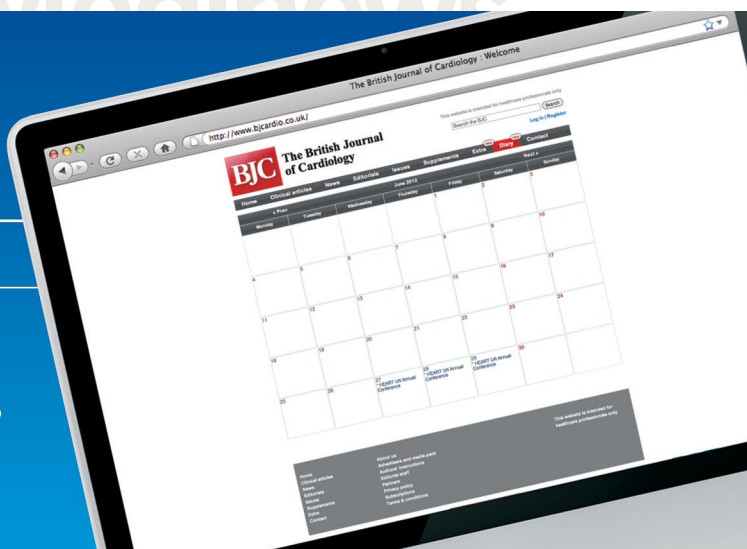 The British Journal of Cardiology : Welcome
http://www.bjcardio.co.uk/
This website is intended for healthcare professionals only
Search the BJC
(Search)
Log in | Register
BJC
The British Journal
of Cardiology
Home Clinical articles News Editorials Issues Supplements Extra Diary Contact
« Prev June 2012 Next »
Monday Tuesday Wednesday Thursday Friday Saturday Sunday
1 2 3
4 5 6 7 8 9 10
11 12 13 14 15 16 17
18 19 20 21 22 23 24
25 26 27 28 29 30
* HEART UK Annual Conference
* HEART UK Annual Conference
* HEART UK Annual Conference
Home
Clinical articles
News
Editorials
Issues
Supplements
Extra
Contact
About us
Advertisers and media pack
Authors' instructions
Editorial staff
Partners
Privacy policy
Subscriptions
Terms & conditions
This website is intended for
healthcare professionals only.